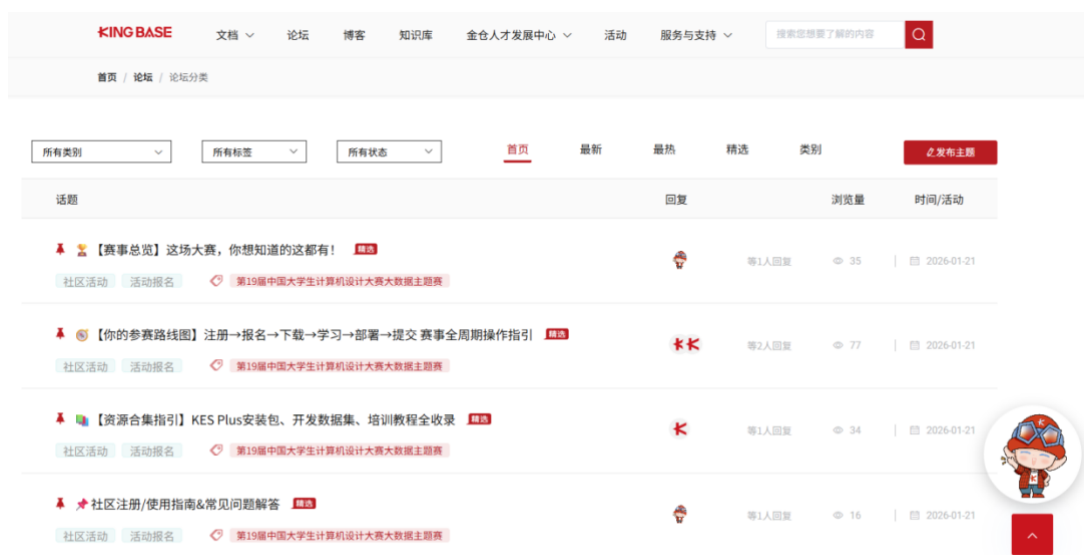 KINGBASE 文档 论坛 博客 知识库 金仓人才发展中心 活动 服务与支持 搜索您想要了解的内容
首页 / 论坛 / 论坛分类
所有类别 所有标签 所有状态 首页 最新 最热 精选 类别 发布主题
话题 回复 浏览量 时间/活动
【赛事总览】这场大赛，你想知道的这都有！ 精选
等1人回复 35 2026-01-21
社区活动 活动报名 第19届中国大学生计算机设计大赛大数据主题赛
【你的参赛路线图】注册→报名→下载→学习→部署→提交 赛事全周期操作指引 精选
等2人回复 77 2026-01-21
社区活动 活动报名 第19届中国大学生计算机设计大赛大数据主题赛
【资源合集指引】KES Plus安装包、开发数据集、培训教程全收录 精选
等1人回复 34 2026-01-21
社区活动 活动报名 第19届中国大学生计算机设计大赛大数据主题赛
社区注册/使用指南&常见问题解答 精选
等1人回复 16 2026-01-21
社区活动 活动报名 第19届中国大学生计算机设计大赛大数据主题赛